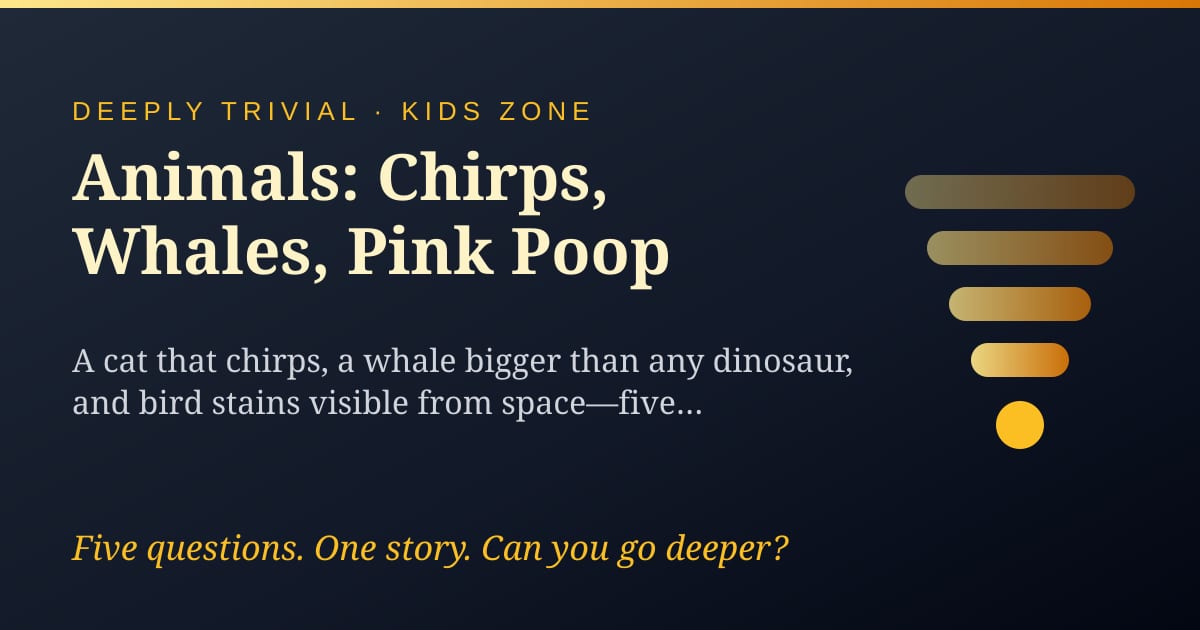 DEEPLY TRIVIAL · KIDS ZONE
Animals: Chirps,
Whales, Pink Poop
A cat that chirps, a whale bigger than any dinosaur,
and bird stains visible from space—five…
Five questions. One story. Can you go deeper?